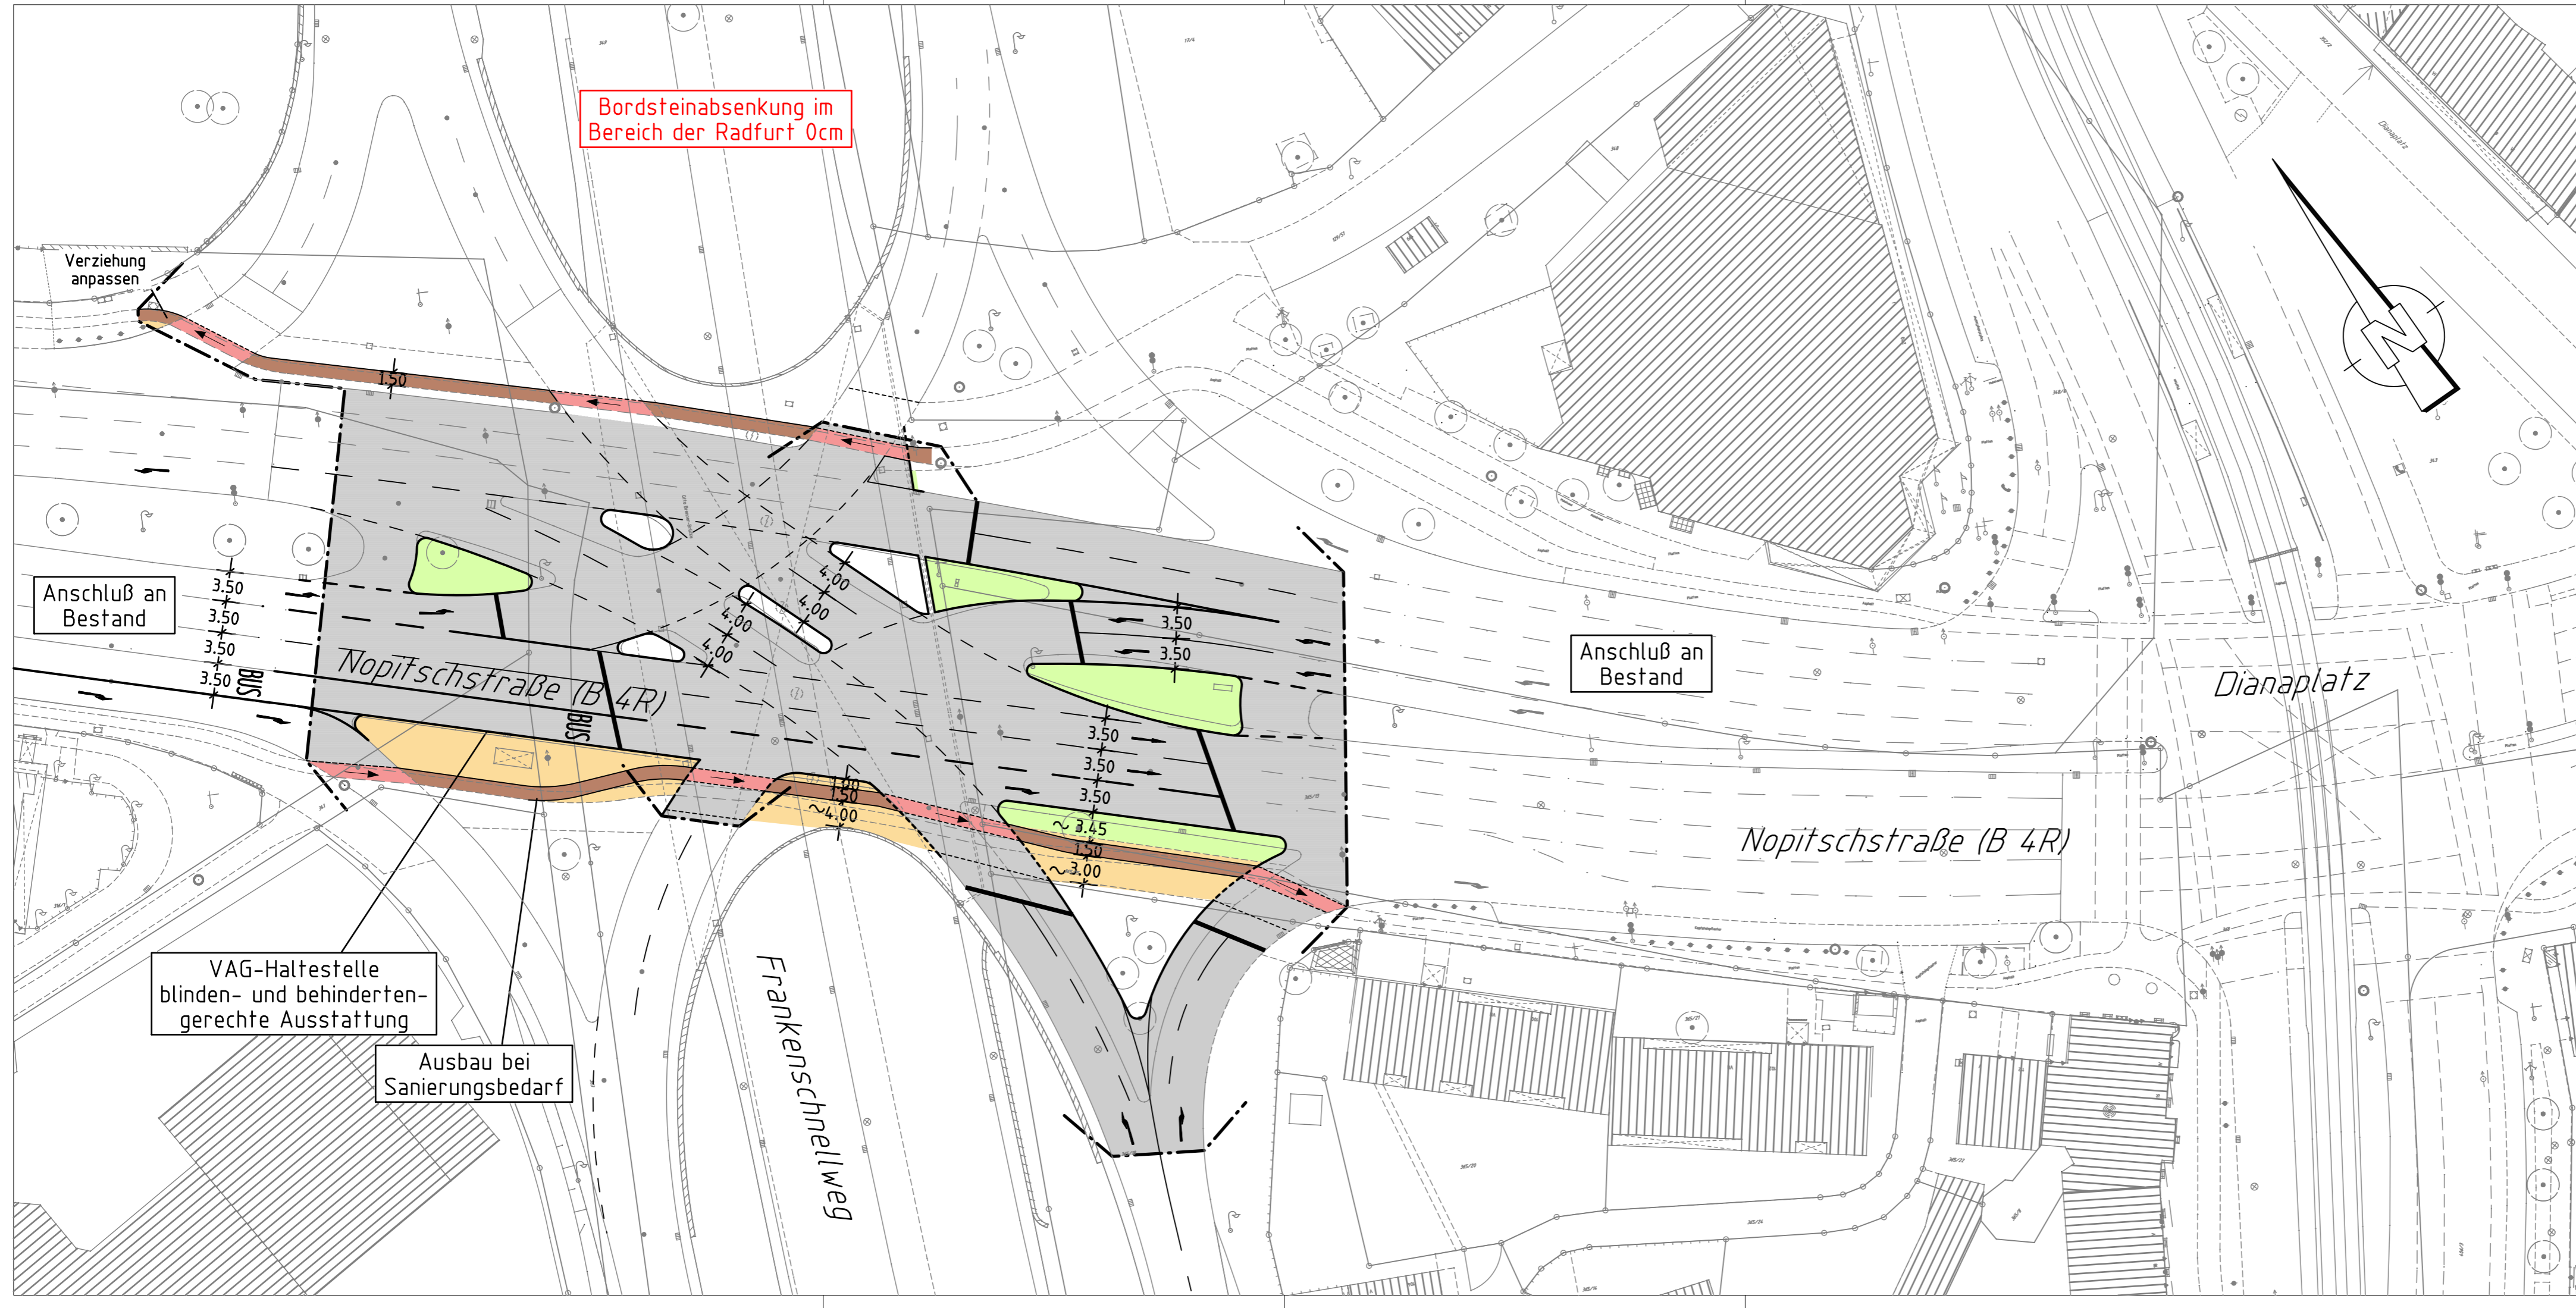 Bordsteinabsenkung im
Bereich der Radfurt 0cm
Dianaplatz
Verziehung
anpassen
1.50
N
Anschluß an
Bestand
3.50
3.50
3.50
3.50
BUS
Nopitschstraße (B 4R)
BUS
4.00
4.00
4.00
4.00
3.50
3.50
Anschluß an
Bestand
Dianaplatz
3.50
3.50
3.50
~ 3.45
1.50
~3.00
1.00
1.50
~4.00
Nopitschstraße (B 4R)
VAG-Haltestelle
blinden- und behinderten-
gerechte Ausstattung
Ausbau bei
Sanierungsbedarf
Frankenschnellweg